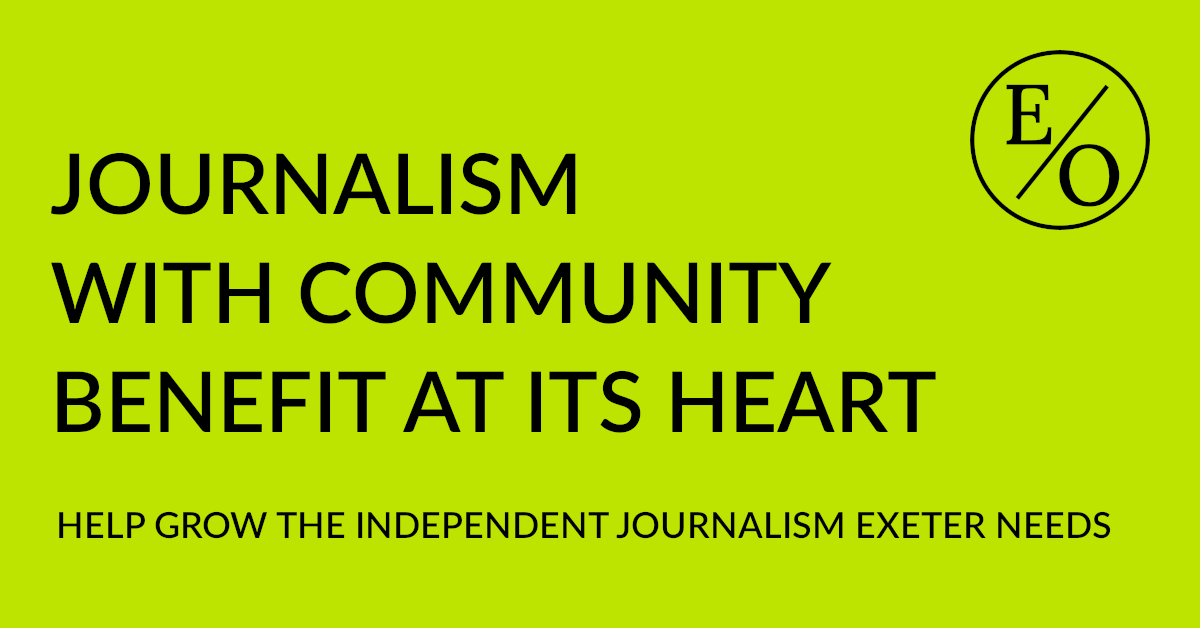 E/O
JOURNALISM
WITH COMMUNITY
BENEFIT AT ITS HEART
HELP GROW THE INDEPENDENT JOURNALISM EXETER NEEDS